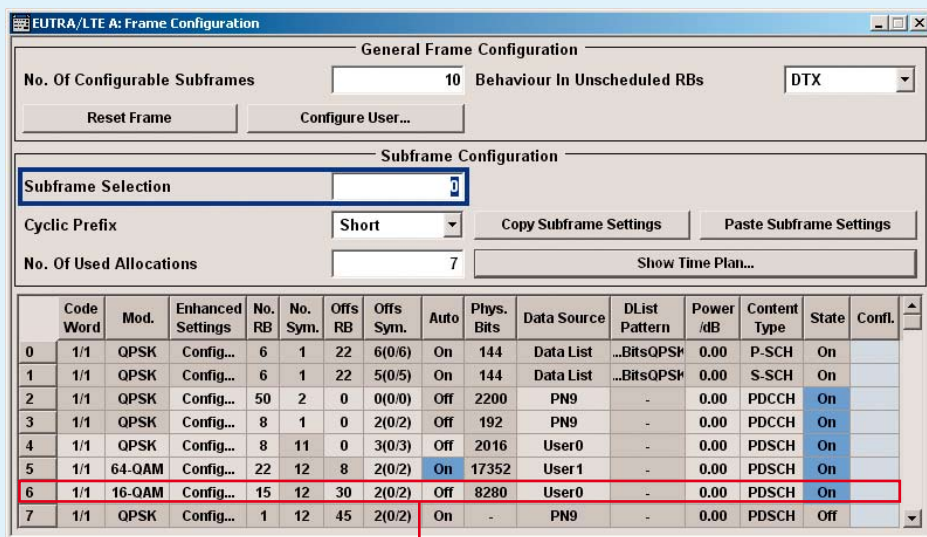 EUTRA/LTE A: Frame Configuration
General Frame Configuration
No. Of Configurable Subframes 10 Behaviour In Unscheduled RBs DTX
Reset Frame Configure User...
Subframe Configuration
Subframe Selection 0
Cyclic Prefix Short Copy Subframe Settings Paste Subframe Settings
No. Of Used Allocations 7 Show Time Plan...
Code Word Mod. Enhanced Settings No. RB No. Sym. Offs RB Offs Sym. Auto Phys. Bits Data Source DList Pattern Power /dB Content Type State Confl.
0 1/1 QPSK Config... 6 1 22 6(0/6) On 144 Data List ...BitsQPSK 0.00 P-SCH On
1 1/1 QPSK Config... 6 1 22 5(0/5) On 144 Data List ...BitsQPSK 0.00 S-SCH On
2 1/1 QPSK Config... 50 2 0 0(0/0) Off 2200 PN9 - 0.00 PDCCH On
3 1/1 QPSK Config... 8 1 0 2(0/2) Off 192 PN9 - 0.00 PDCCH On
4 1/1 QPSK Config... 8 11 0 3(0/3) Off 2016 User0 - 0.00 PDSCH On
5 1/1 64-QAM Config... 22 12 8 2(0/2) On 17352 User1 - 0.00 PDSCH On
6 1/1 16-QAM Config... 15 12 30 2(0/2) Off 8280 User0 - 0.00 PDSCH On
7 1/1 QPSK Config... 1 12 45 2(0/2) On - PN9 - 0.00 PDSCH Off